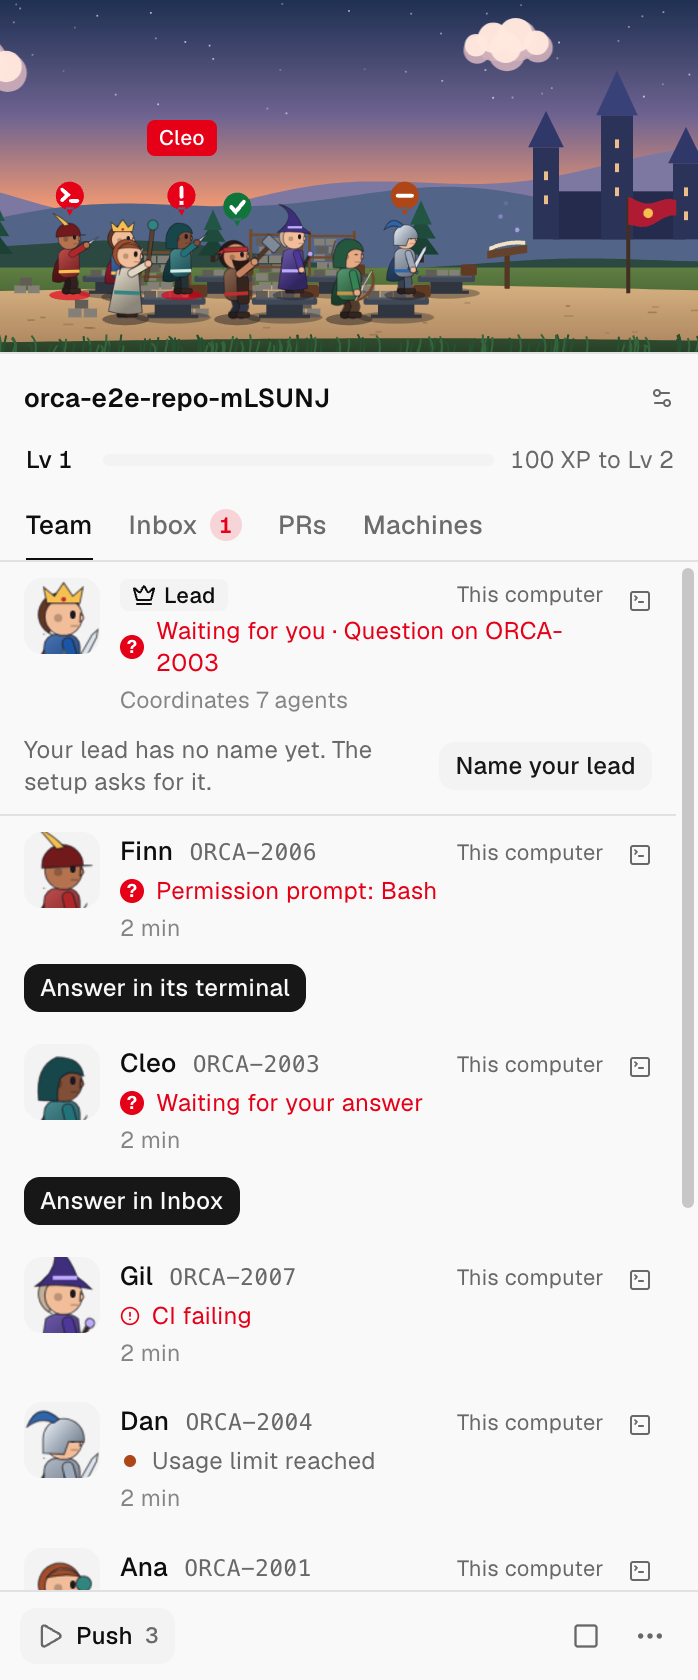 Cleo
orca-e2e-repo-mLSUNJ
Lv 1
100 XP to Lv 2
Team
Inbox 1
PRs
Machines
Lead
This computer
Waiting for you · Question on ORCA-
2003
Coordinates 7 agents
Your lead has no name yet. The
setup asks for it.
Name your lead
Finn ORCA-2006
This computer
Permission prompt: Bash
2 min
Answer in its terminal
Cleo ORCA-2003
This computer
Waiting for your answer
2 min
Answer in Inbox
Gil ORCA-2007
This computer
CI failing
2 min
Dan ORCA-2004
This computer
Usage limit reached
2 min
Ana ORCA-2001
This computer
Push 3